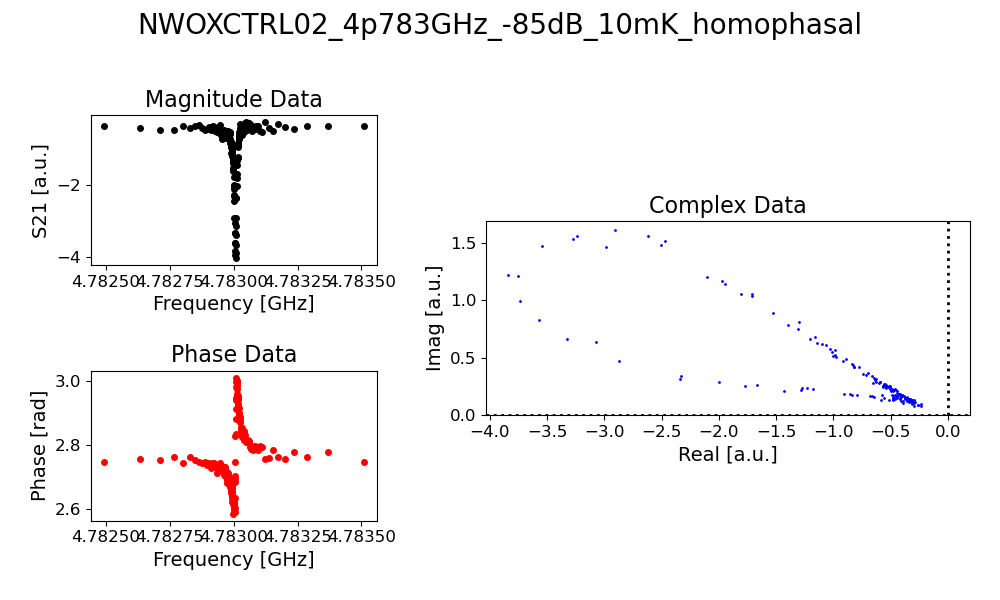 NWOXCTRL02_4p783GHz_-85dB_10mK_homophasal
Magnitude Data
S21 [a.u.]
−2
−4
4.78250 4.78275 4.78300 4.78325 4.78350
Frequency [GHz]
Phase Data
Phase [rad]
3.0
2.8
2.6
4.78250 4.78275 4.78300 4.78325 4.78350
Frequency [GHz]
Complex Data
Imag [a.u.]
1.5
1.0
0.5
0.0
−4.0 −3.5 −3.0 −2.5 −2.0 −1.5 −1.0 −0.5 0.0
Real [a.u.]